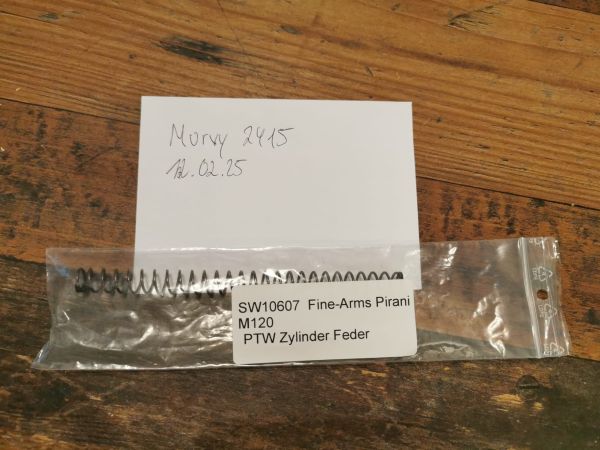 Murvy 2415
12.02.25
SW10607 Fine-Arms Pirani
M120
PTW Zylinder Feder